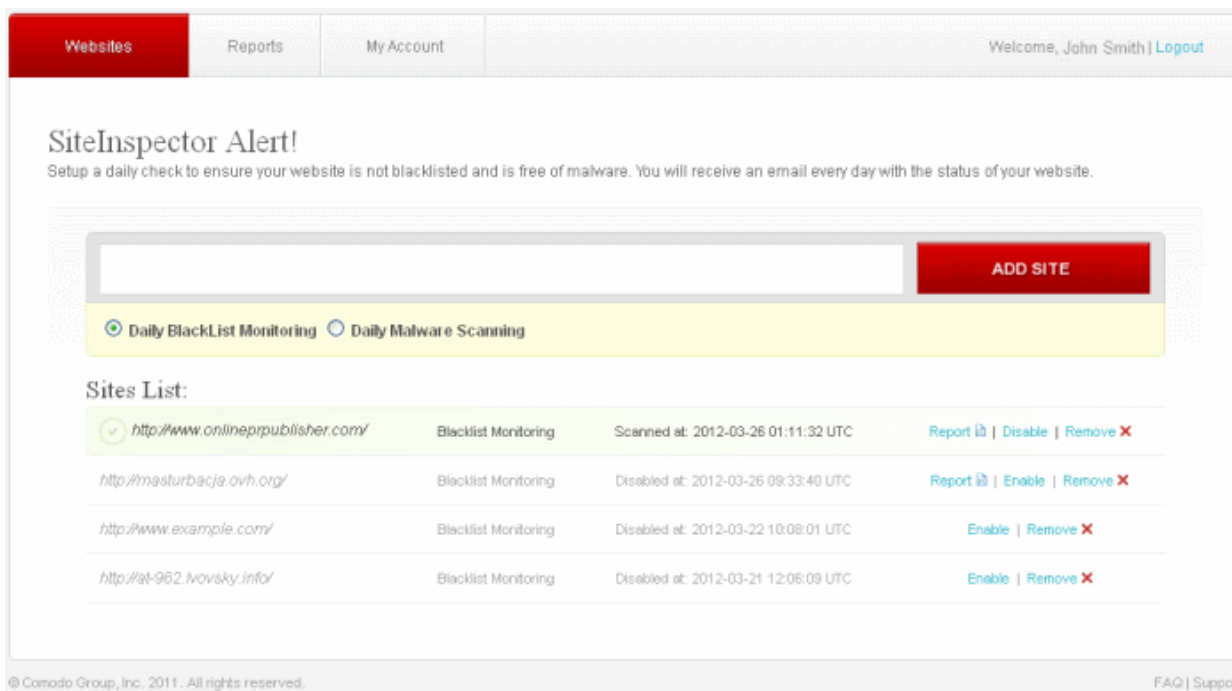 Websites Reports My Account Welcome, John Smith | Logout
SiteInspector Alert!
Setup a daily check to ensure your website is not blacklisted and is free of malware. You will receive an email every day with the status of your website.
ADD SITE
Daily BlackList Monitoring Daily Malware Scanning
Sites List:
http://www.onlineprpublisher.com/ Blacklist Monitoring Scanned at: 2012-03-26 01:11:32 UTC Report | Disable | Remove
http://masturbacja.ovh.org/ Blacklist Monitoring Disabled at: 2012-03-26 09:33:40 UTC Report | Enable | Remove
http://www.example.com/ Blacklist Monitoring Disabled at: 2012-03-22 10:08:01 UTC Enable | Remove
http://at-962.lvovsky.info/ Blacklist Monitoring Disabled at: 2012-03-21 12:06:09 UTC Enable | Remove
© Comodo Group, Inc. 2011. All rights reserved. FAQ | Suppo